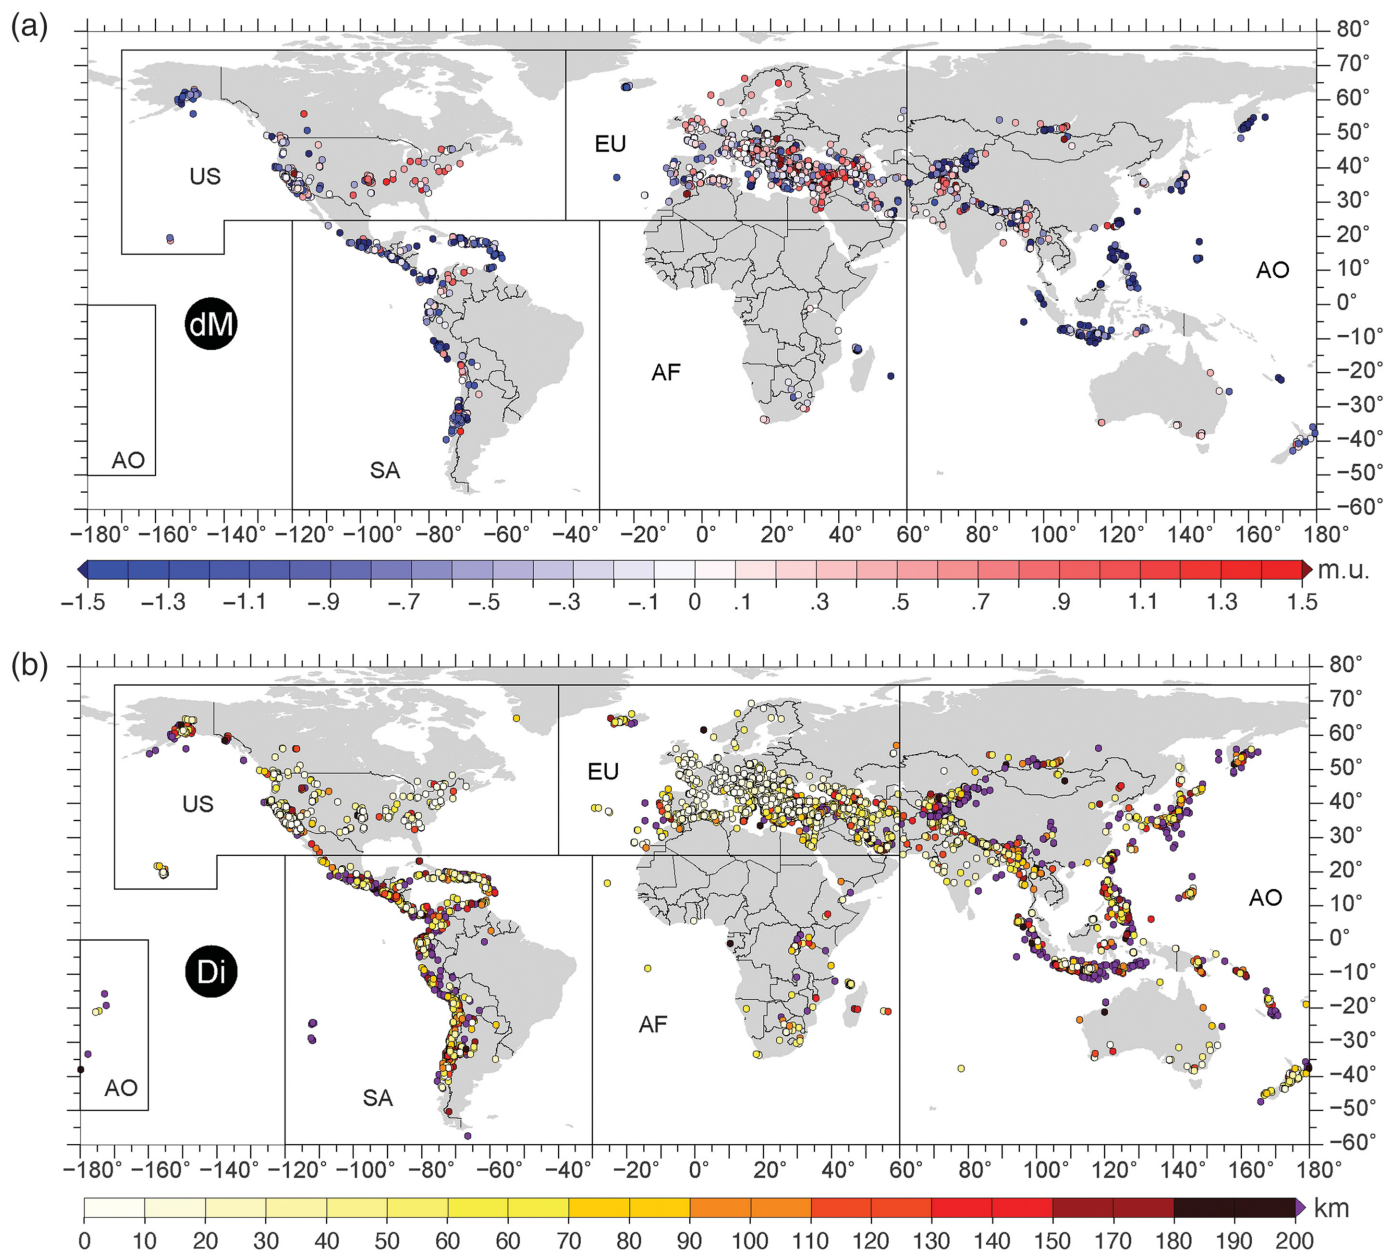 (a)
80°
70°
60°
50°
40°
30°
20°
10°
0°
−10°
−20°
−30°
−40°
−50°
−60°
US
EU
AO
dM
AF
AO
SA
−180° −160° −140° −120° −100° −80° −60° −40° −20° 0° 20° 40° 60 80° 100° 120° 140° 160° 180°
m.u.
−1.5 −1.3 −1.1 −.9 −.7 −.5 −.3 −.1 0 .1 .3 .5 .7 .9 1.1 1.3 1.5
(b)
80°
70°
60°
50°
40°
30°
20°
10°
0°
−10°
−20°
−30°
−40°
−50°
−60°
US
EU
AO
Di
AF
AO
SA
−180° −160° −140° −120° −100° −80° −60° −40° −20° 0° 20° 40° 60 80° 100° 120° 140° 160° 180°
km
0 10 20 30 40 50 60 60 70 80 90 100 110 120 130 140 150 170 180 190 200